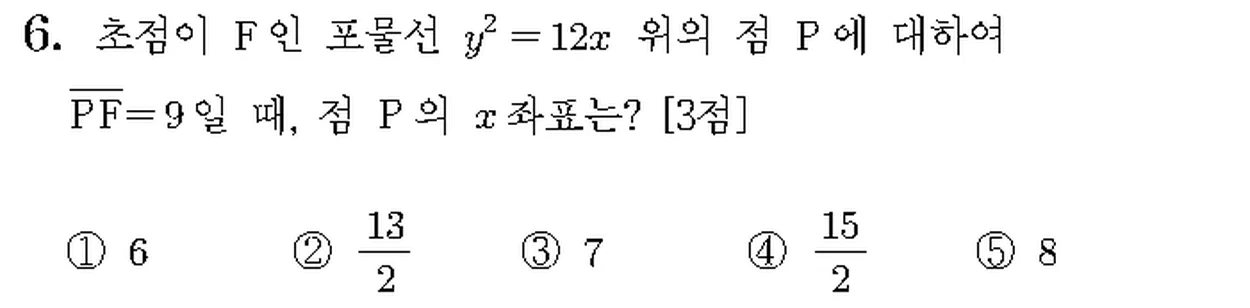 6. 초점이 F인 포물선 y² = 12x 위의 점 P에 대하여
P̅F̅ = 9일 때, 점 P의 x좌표는? [3점]
① 6 ② 13/2 ③ 7 ④ 15/2 ⑤ 8